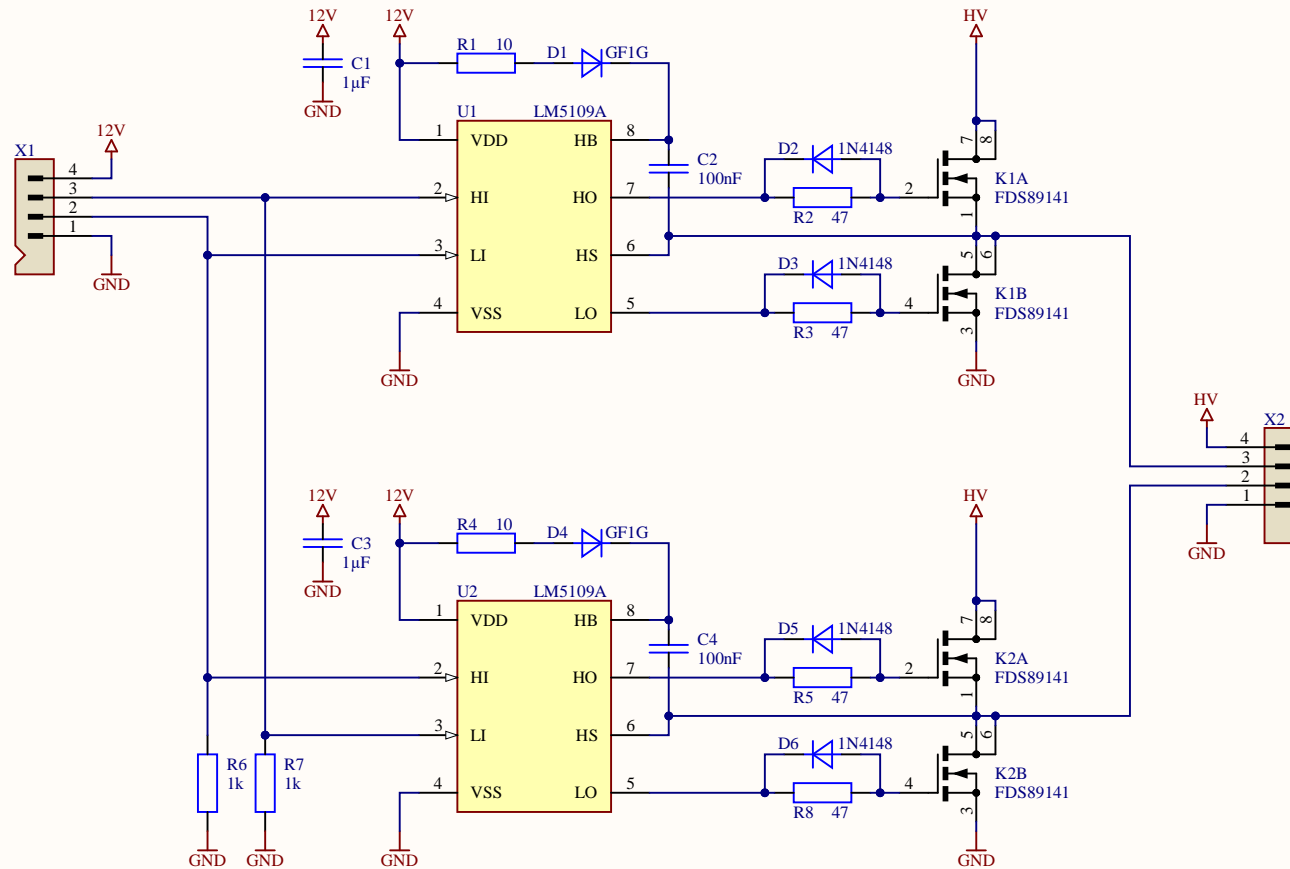 12V
12V
HV
R1 10
D1 GF1G
C1
1µF
GND
U1 LM5109A
1 VDD
HB 8
2 HI
HO 7
3 LI
HS 6
4 VSS
LO 5
GND
C2
100nF
D2 1N4148
R2 47
2
7
8
1
K1A
FDS89141
D3 1N4148
R3 47
4
5
6
3
K1B
FDS89141
GND
X1
12V
4
3
2
1
GND
HV
X2
4
3
2
1
GND
12V
12V
HV
R4 10
D4 GF1G
C3
1µF
GND
U2 LM5109A
1 VDD
HB 8
2 HI
HO 7
3 LI
HS 6
4 VSS
LO 5
GND
C4
100nF
D5 1N4148
R5 47
2
7
8
1
K2A
FDS89141
D6 1N4148
R8 47
4
5
6
3
K2B
FDS89141
GND
R6
1k
R7
1k
GND
GND